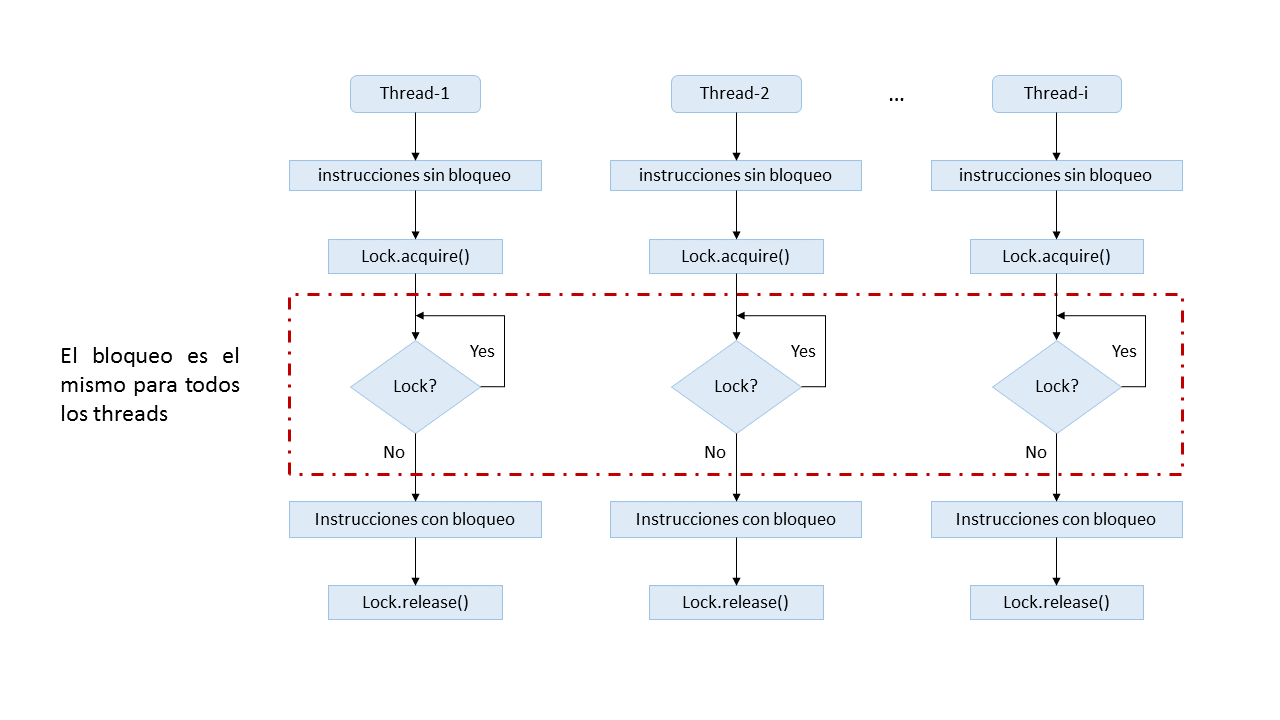 Thread-1
Thread-2
...
Thread-i
instrucciones sin bloqueo
instrucciones sin bloqueo
instrucciones sin bloqueo
Lock.acquire()
Lock.acquire()
Lock.acquire()
El bloqueo es el
mismo para todos
los threads
Yes
Yes
Yes
Lock?
Lock?
Lock?
No
No
No
Instrucciones con bloqueo
Instrucciones con bloqueo
Instrucciones con bloqueo
Lock.release()
Lock.release()
Lock.release()